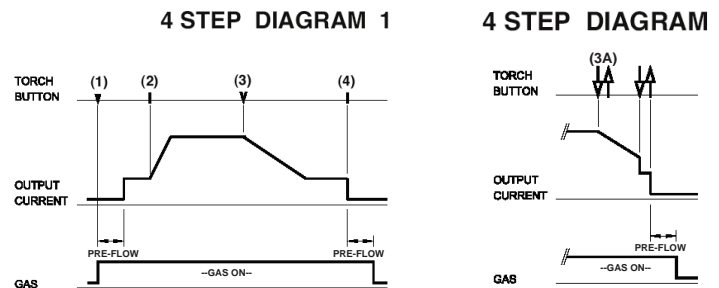 4 STEP DIAGRAM 1
TORCH BUTTON
(1) (2) (3) (4)
OUTPUT CURRENT
PRE-FLOW PRE-FLOW
GAS --GAS ON--
4 STEP DIAGRAM
(3A)
TORCH BUTTON
OUTPUT CURRENT
PRE-FLOW
GAS --GAS ON--